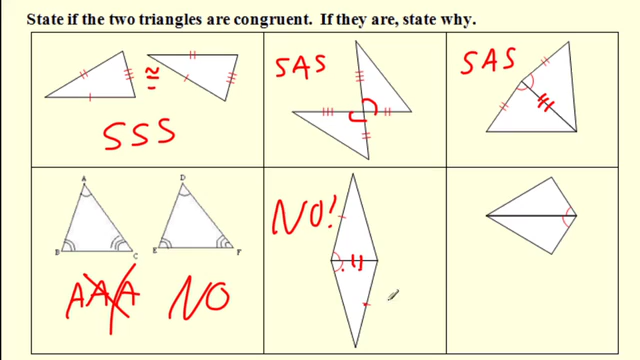 State if the two triangles are congruent.  If they are, state why.
≅
SSS
SAS
SAS
A
B
C
D
E
F
AAA NO
NO!